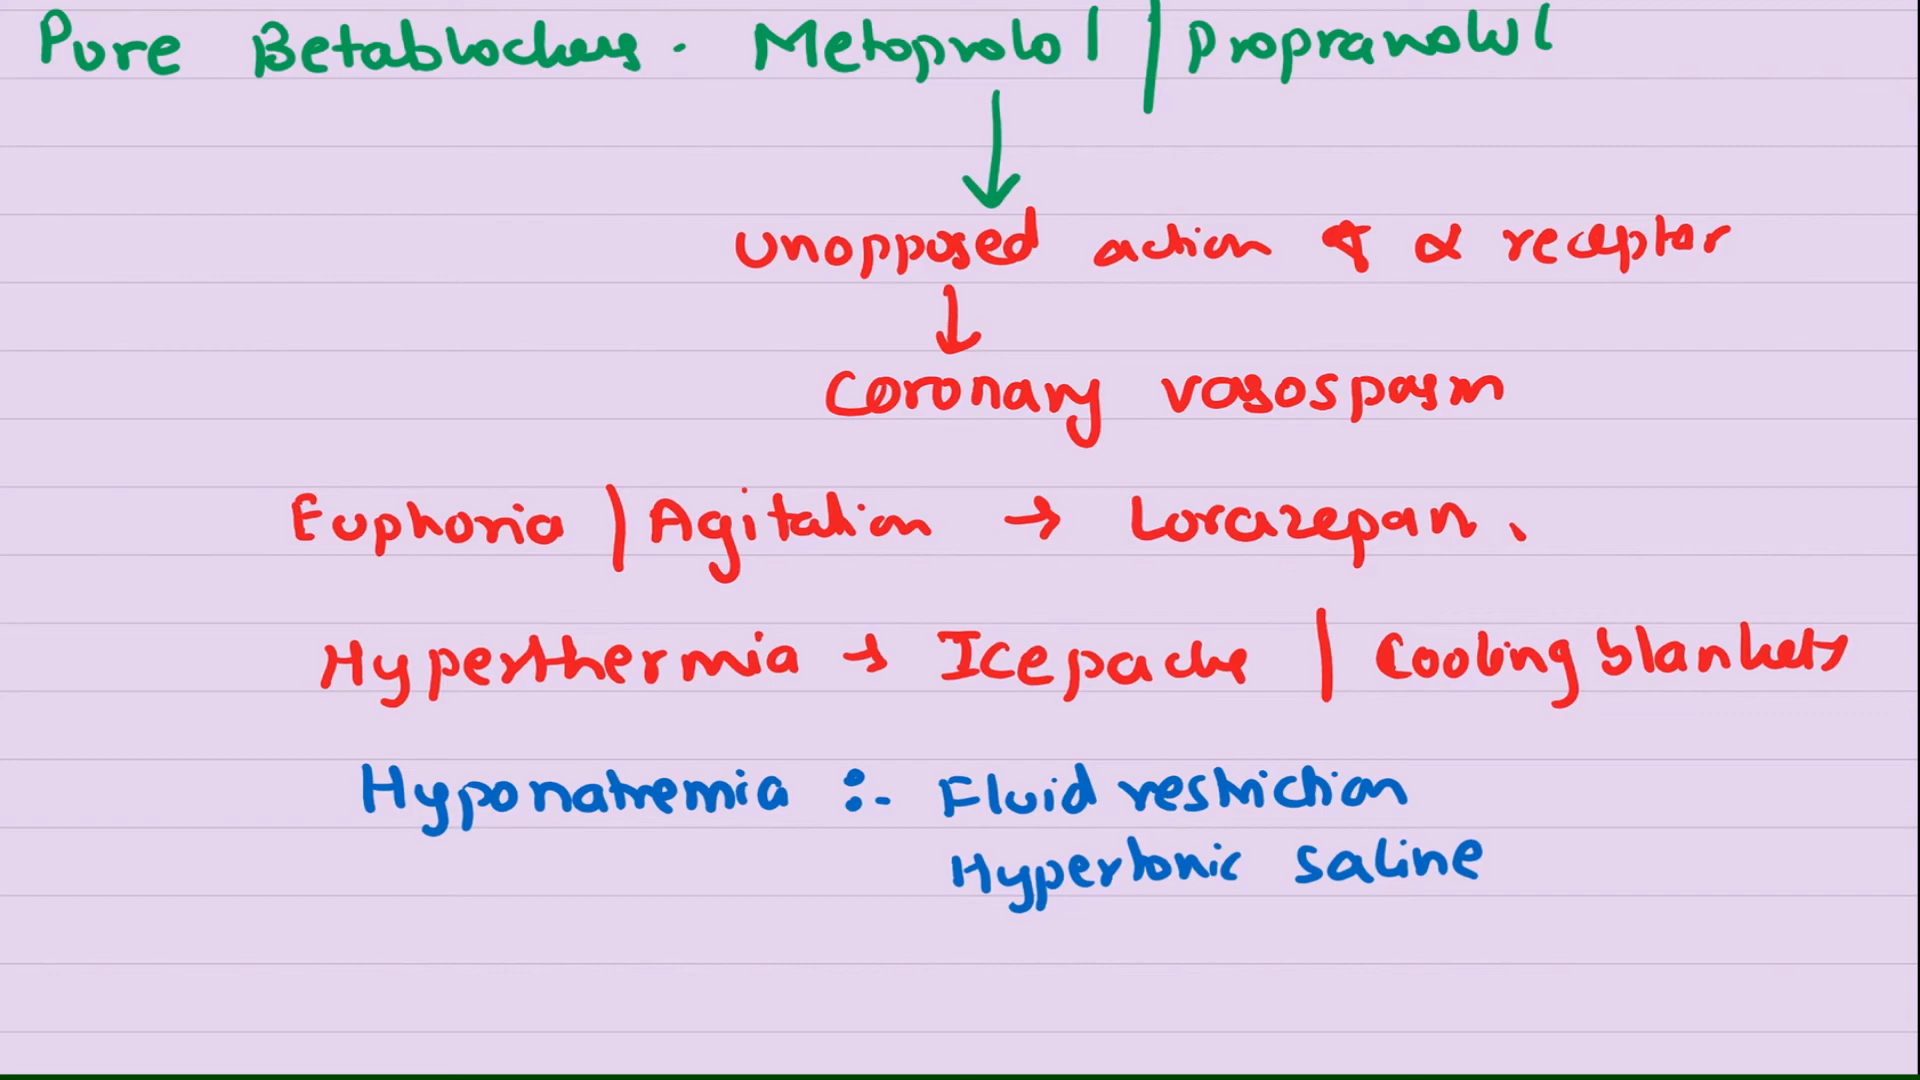 Pure Betablockers. Metoprolol | Propranolol
↓
Unopposed action of α receptor
↓
Coronary vasospasm
Euphoria | Agitation → Lorazepam.
Hyperthermia → Icepacks | Cooling blankets
Hyponatremia :- Fluid restriction
Hypertonic saline